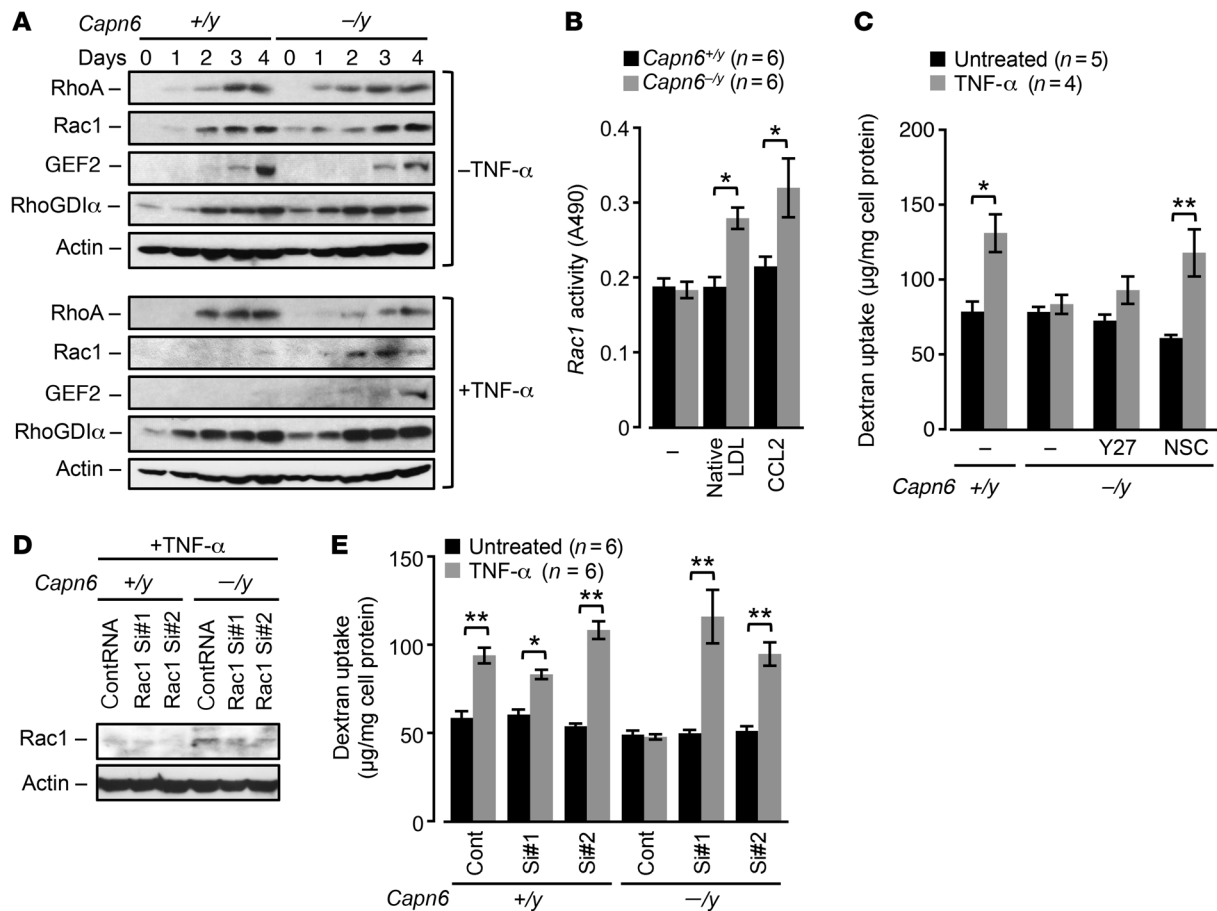 A
Capn6 +/y –/y
Days 0 1 2 3 4 0 1 2 3 4
RhoA –
Rac1 –
GEF2 –
RhoGDIα –
Actin –
–TNF-α
RhoA –
Rac1 –
GEF2 –
RhoGDIα –
Actin –
+TNF-α
B
Capn6+/y (n = 6)
Capn6–/y (n = 6)
Rac1 activity (A490)
0.4
0.3
0.2
0.1
0
*
*
–
Native
LDL
CCL2
C
Untreated (n = 5)
TNF-α (n = 4)
Dextran uptake (µg/mg cell protein)
200
150
100
50
0
*
**
– – Y27 NSC
Capn6 +/y –/y
D
+TNF-α
Capn6 +/y –/y
ContRNA
Rac1 Si#1
Rac1 Si#2
ContRNA
Rac1 Si#1
Rac1 Si#2
Rac1 –
Actin –
E
Untreated (n = 6)
TNF-α (n = 6)
Dextran uptake
(µg/mg cell protein)
150
100
50
0
**
*
**
**
**
Cont
Si#1
Si#2
Cont
Si#1
Si#2
Capn6 +/y –/y